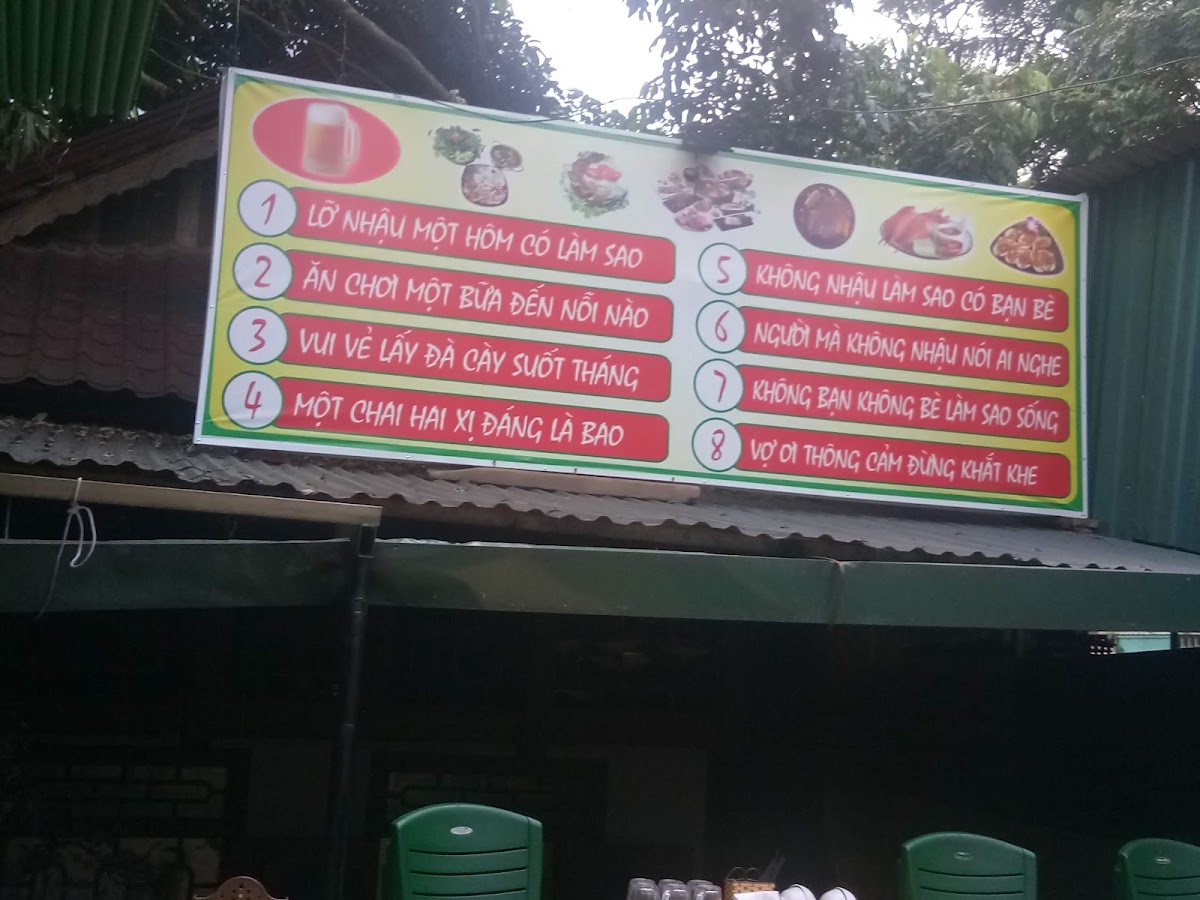 1 LỠ NHẬU MỘT HÔM CÓ LÀM SAO
2 ĂN CHƠI MỘT BỮA ĐẾN NỖI NÀO
3 VUI VẺ LẤY ĐÀ CÀY SUỐT THÁNG
4 MỘT CHAI HAI XỊ ĐÁNG LÀ BAO
5 KHÔNG NHẬU LÀM SAO CÓ BẠN BÈ
6 NGƯỜI MÀ KHÔNG NHẬU NÓI AI NGHE
7 KHÔNG BẠN KHÔNG BÈ LÀM SAO SỐNG
8 VỢ ƠI THÔNG CẢM ĐỪNG KHẮT KHE